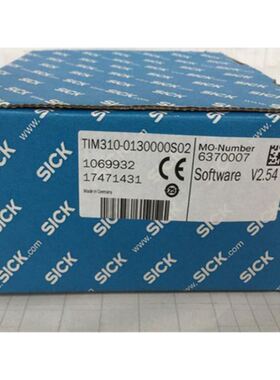 SICK
SICK
SICK
TIM310-0130000S02
1069932
17471431
Made in Germany
MO-Number
6370007
Software V2.54
SICK.com
SICK
www.SICK.com
SICK